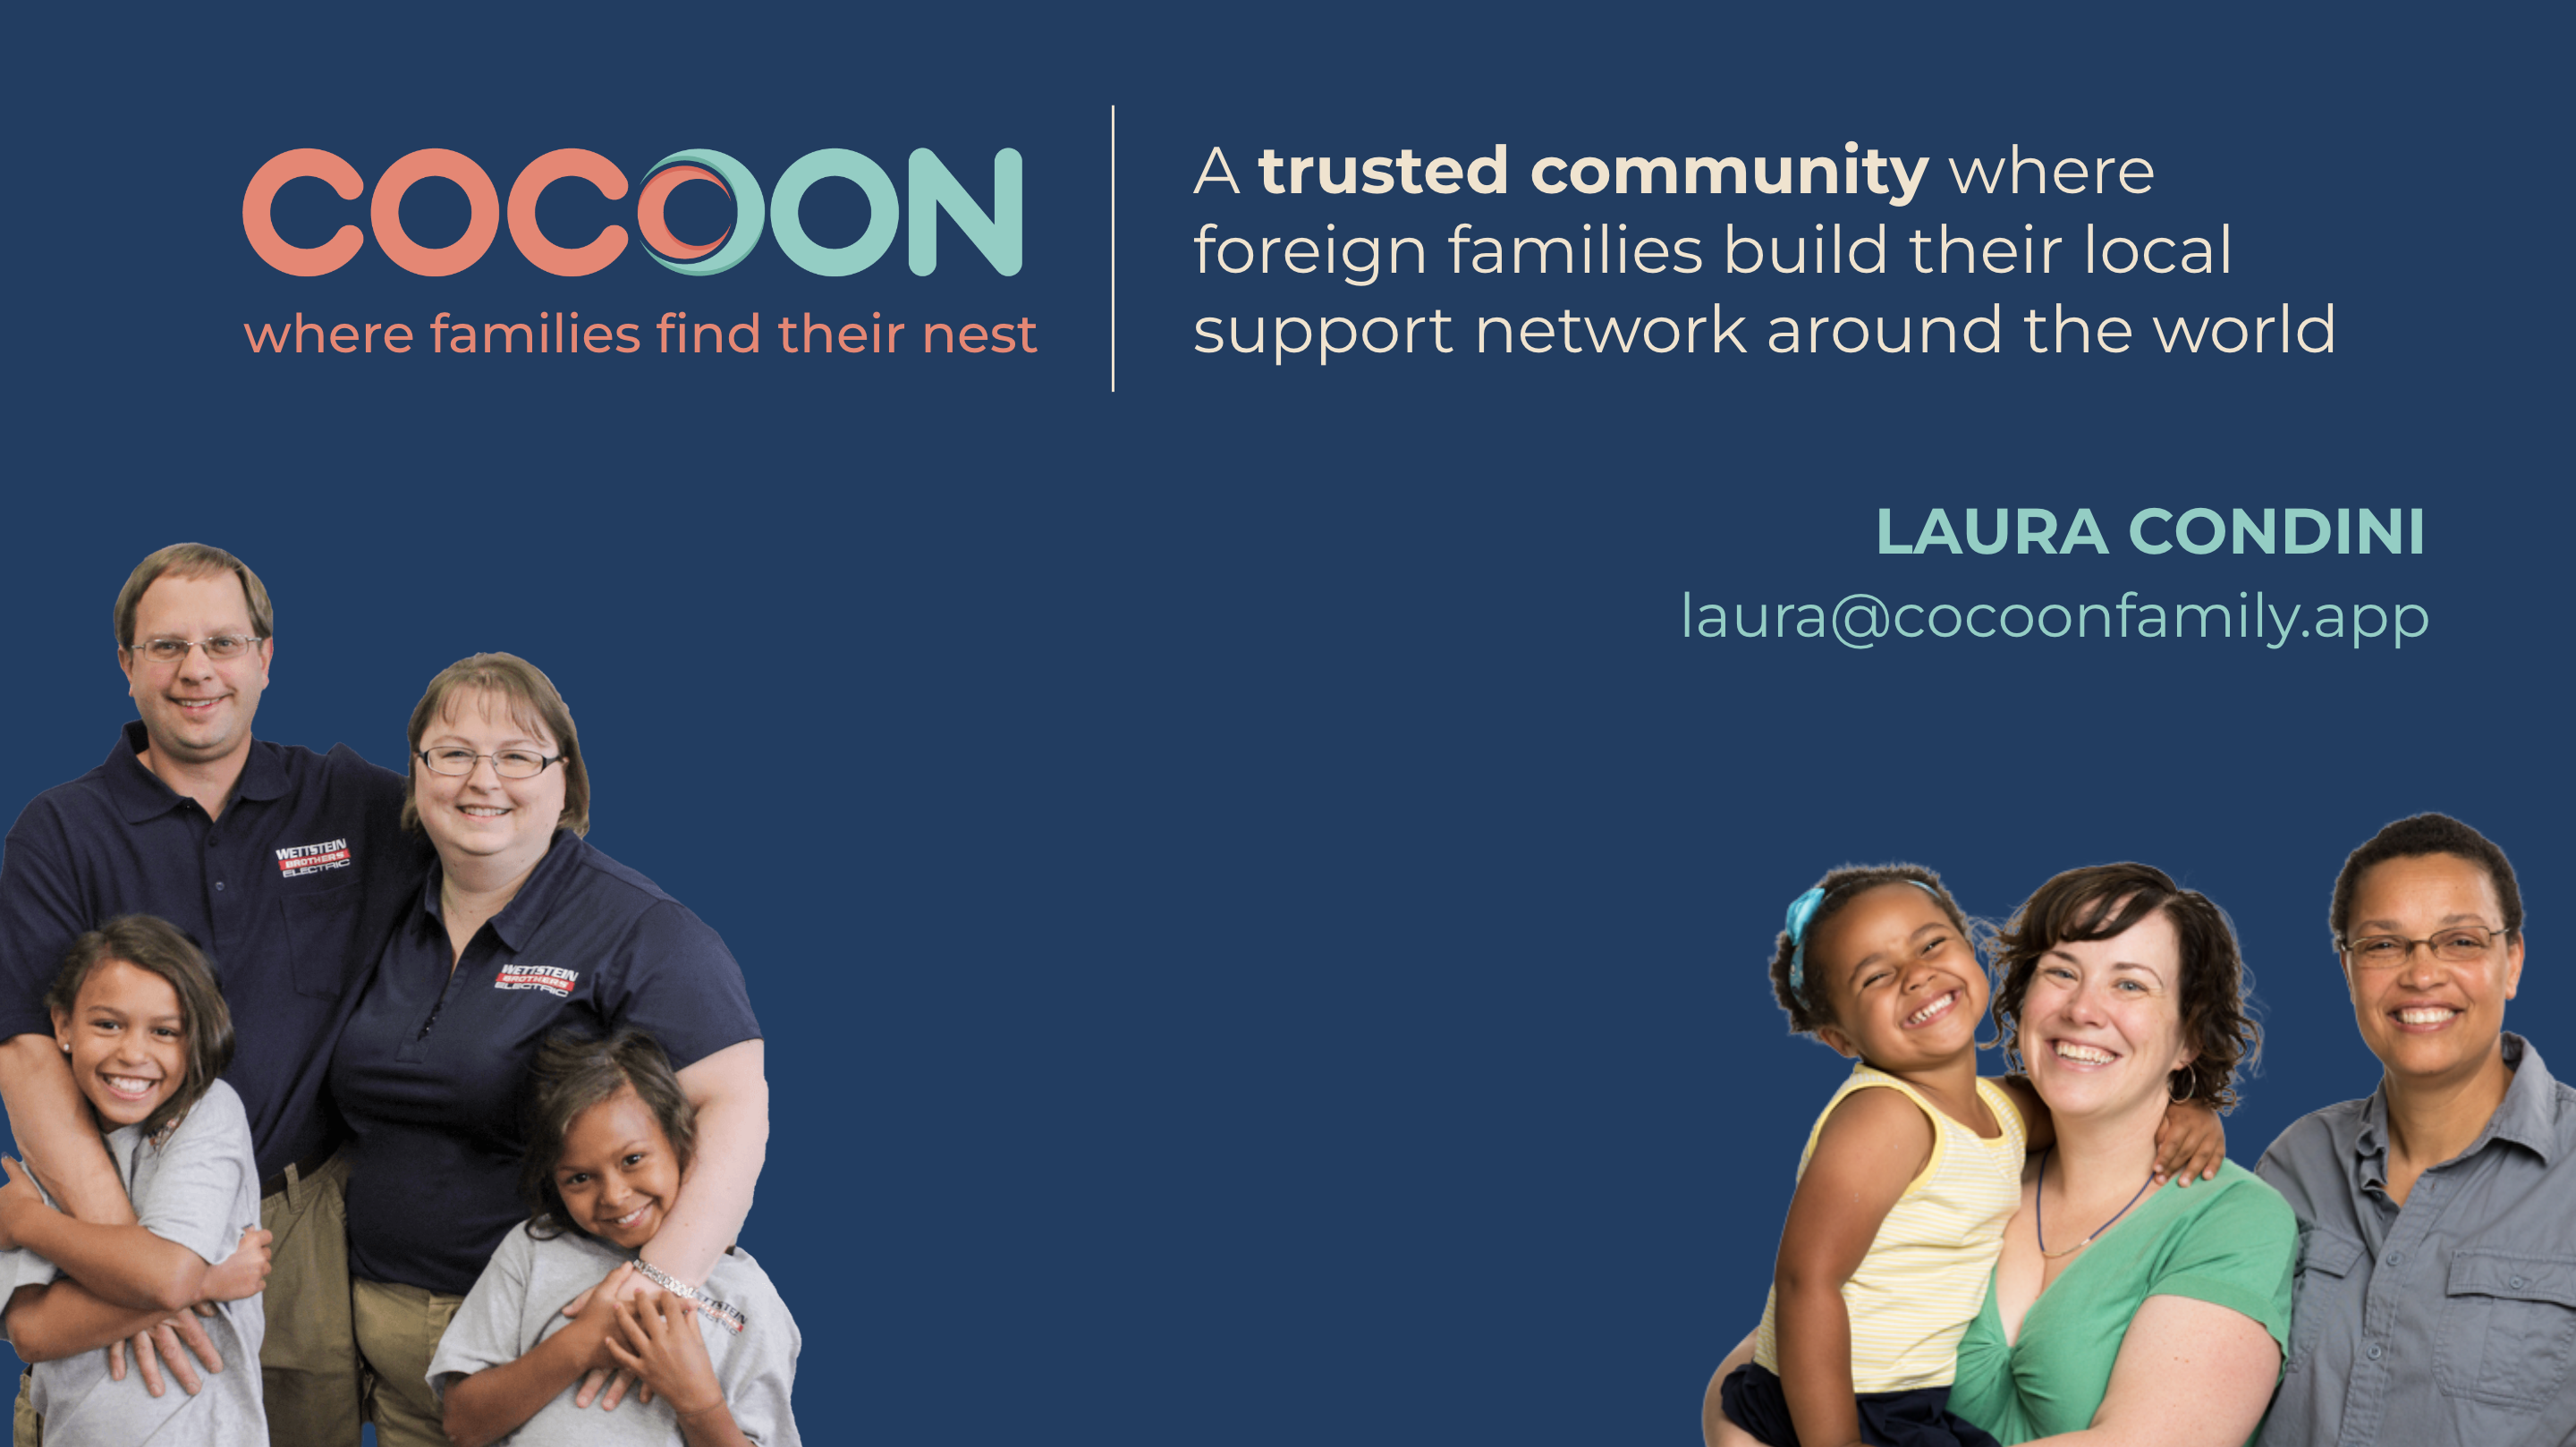 COCOON
where families find their nest
A trusted community where
foreign families build their local
support network around the world
LAURA CONDINI
laura@cocoonfamily.app
WETTSTEIN
BROTHERS
ELECTRIC
WETTSTEIN
BROTHERS
ELECTRIC